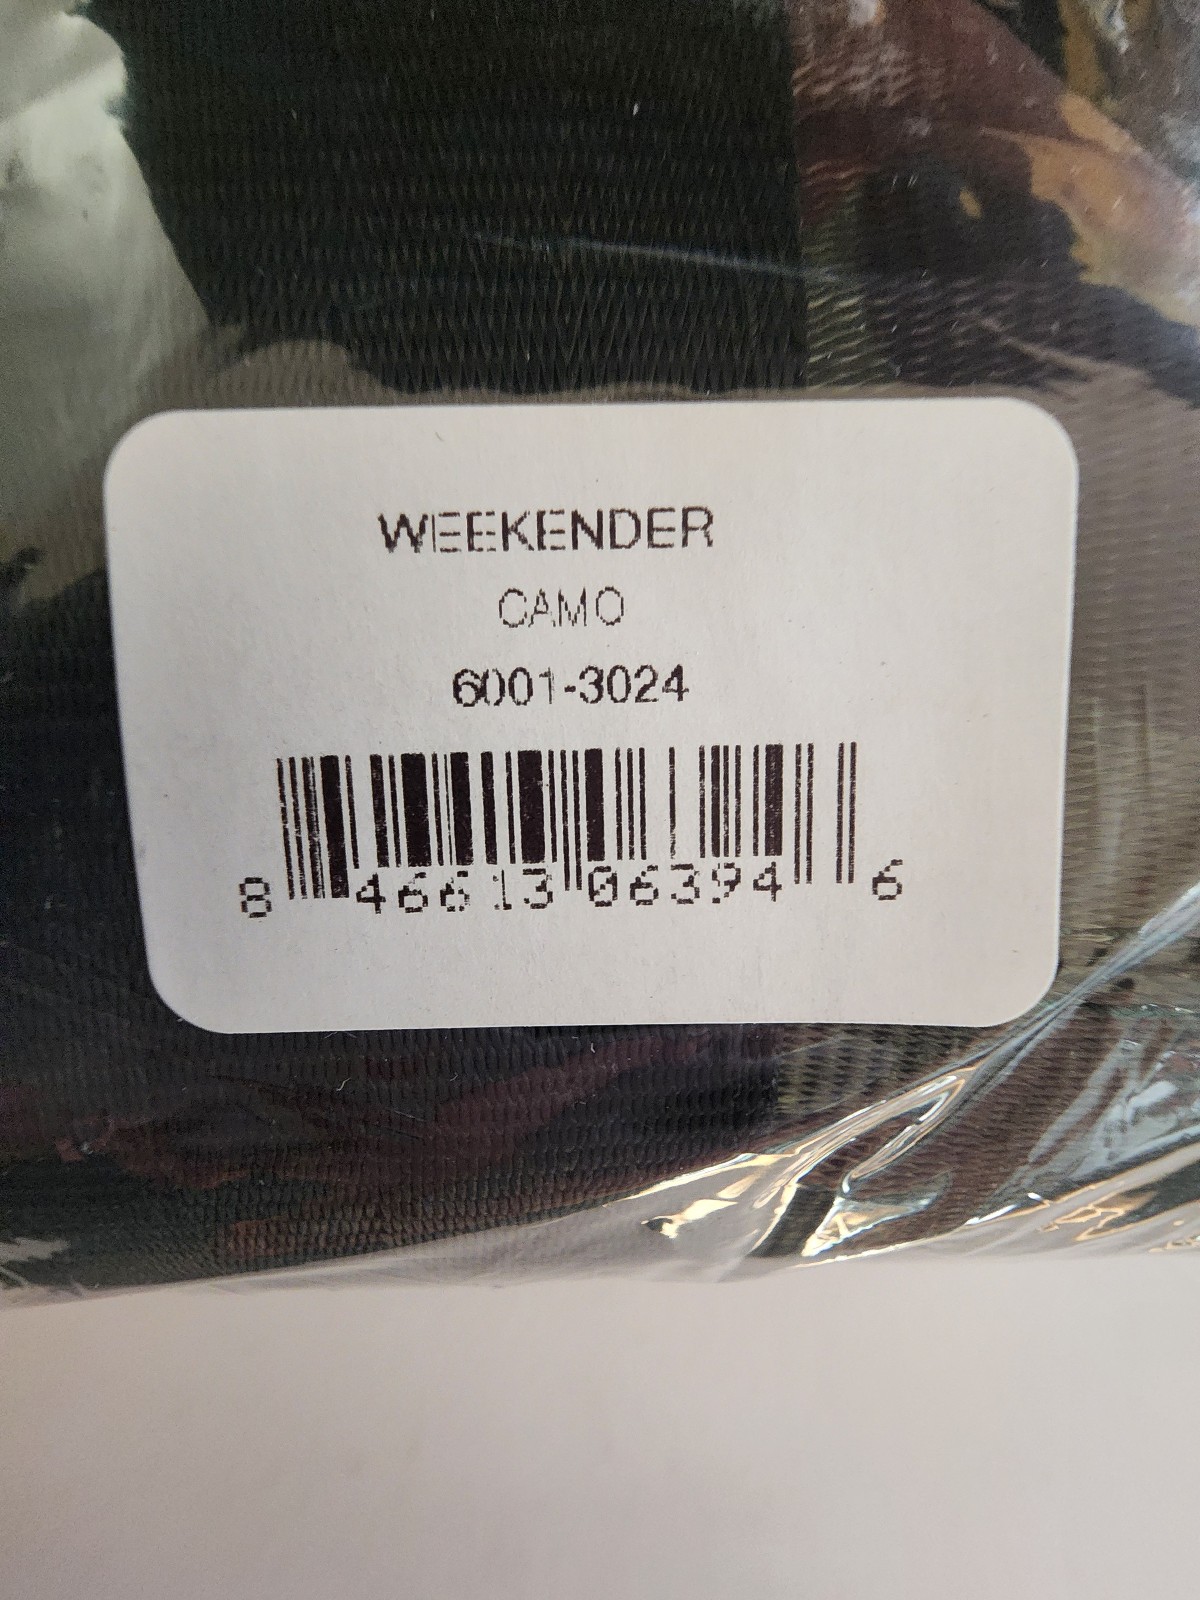 WEEKENDER
CAMO
6001-3024
8 46613 06394 6